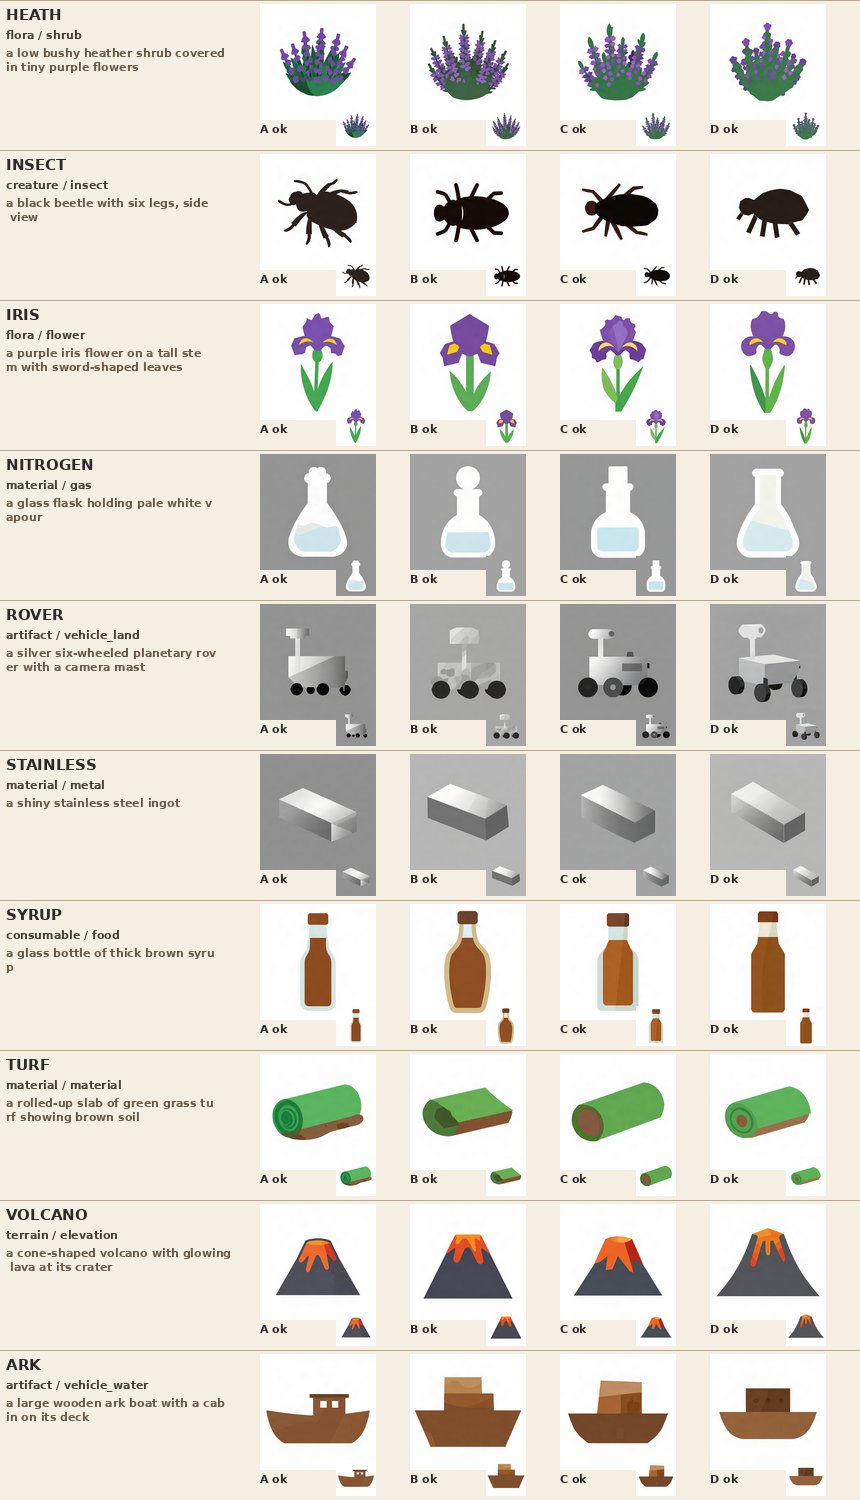 HEATH
flora / shrub
a low bushy heather shrub covered
in tiny purple flowers
A ok
B ok
C ok
D ok
INSECT
creature / insect
a black beetle with six legs, side
view
A ok
B ok
C ok
D ok
IRIS
flora / flower
a purple iris flower on a tall ste
m with sword-shaped leaves
A ok
B ok
C ok
D ok
NITROGEN
material / gas
a glass flask holding pale white v
apour
A ok
B ok
C ok
D ok
ROVER
artifact / vehicle_land
a silver six-wheeled planetary rov
er with a camera mast
A ok
B ok
C ok
D ok
STAINLESS
material / metal
a shiny stainless steel ingot
A ok
B ok
C ok
D ok
SYRUP
consumable / food
a glass bottle of thick brown syru
p
A ok
B ok
C ok
D ok
TURF
material / material
a rolled-up slab of green grass tu
rf showing brown soil
A ok
B ok
C ok
D ok
VOLCANO
terrain / elevation
a cone-shaped volcano with glowing
lava at its crater
A ok
B ok
C ok
D ok
ARK
artifact / vehicle_water
a large wooden ark boat with a cab
in on its deck
A ok
B ok
C ok
D ok